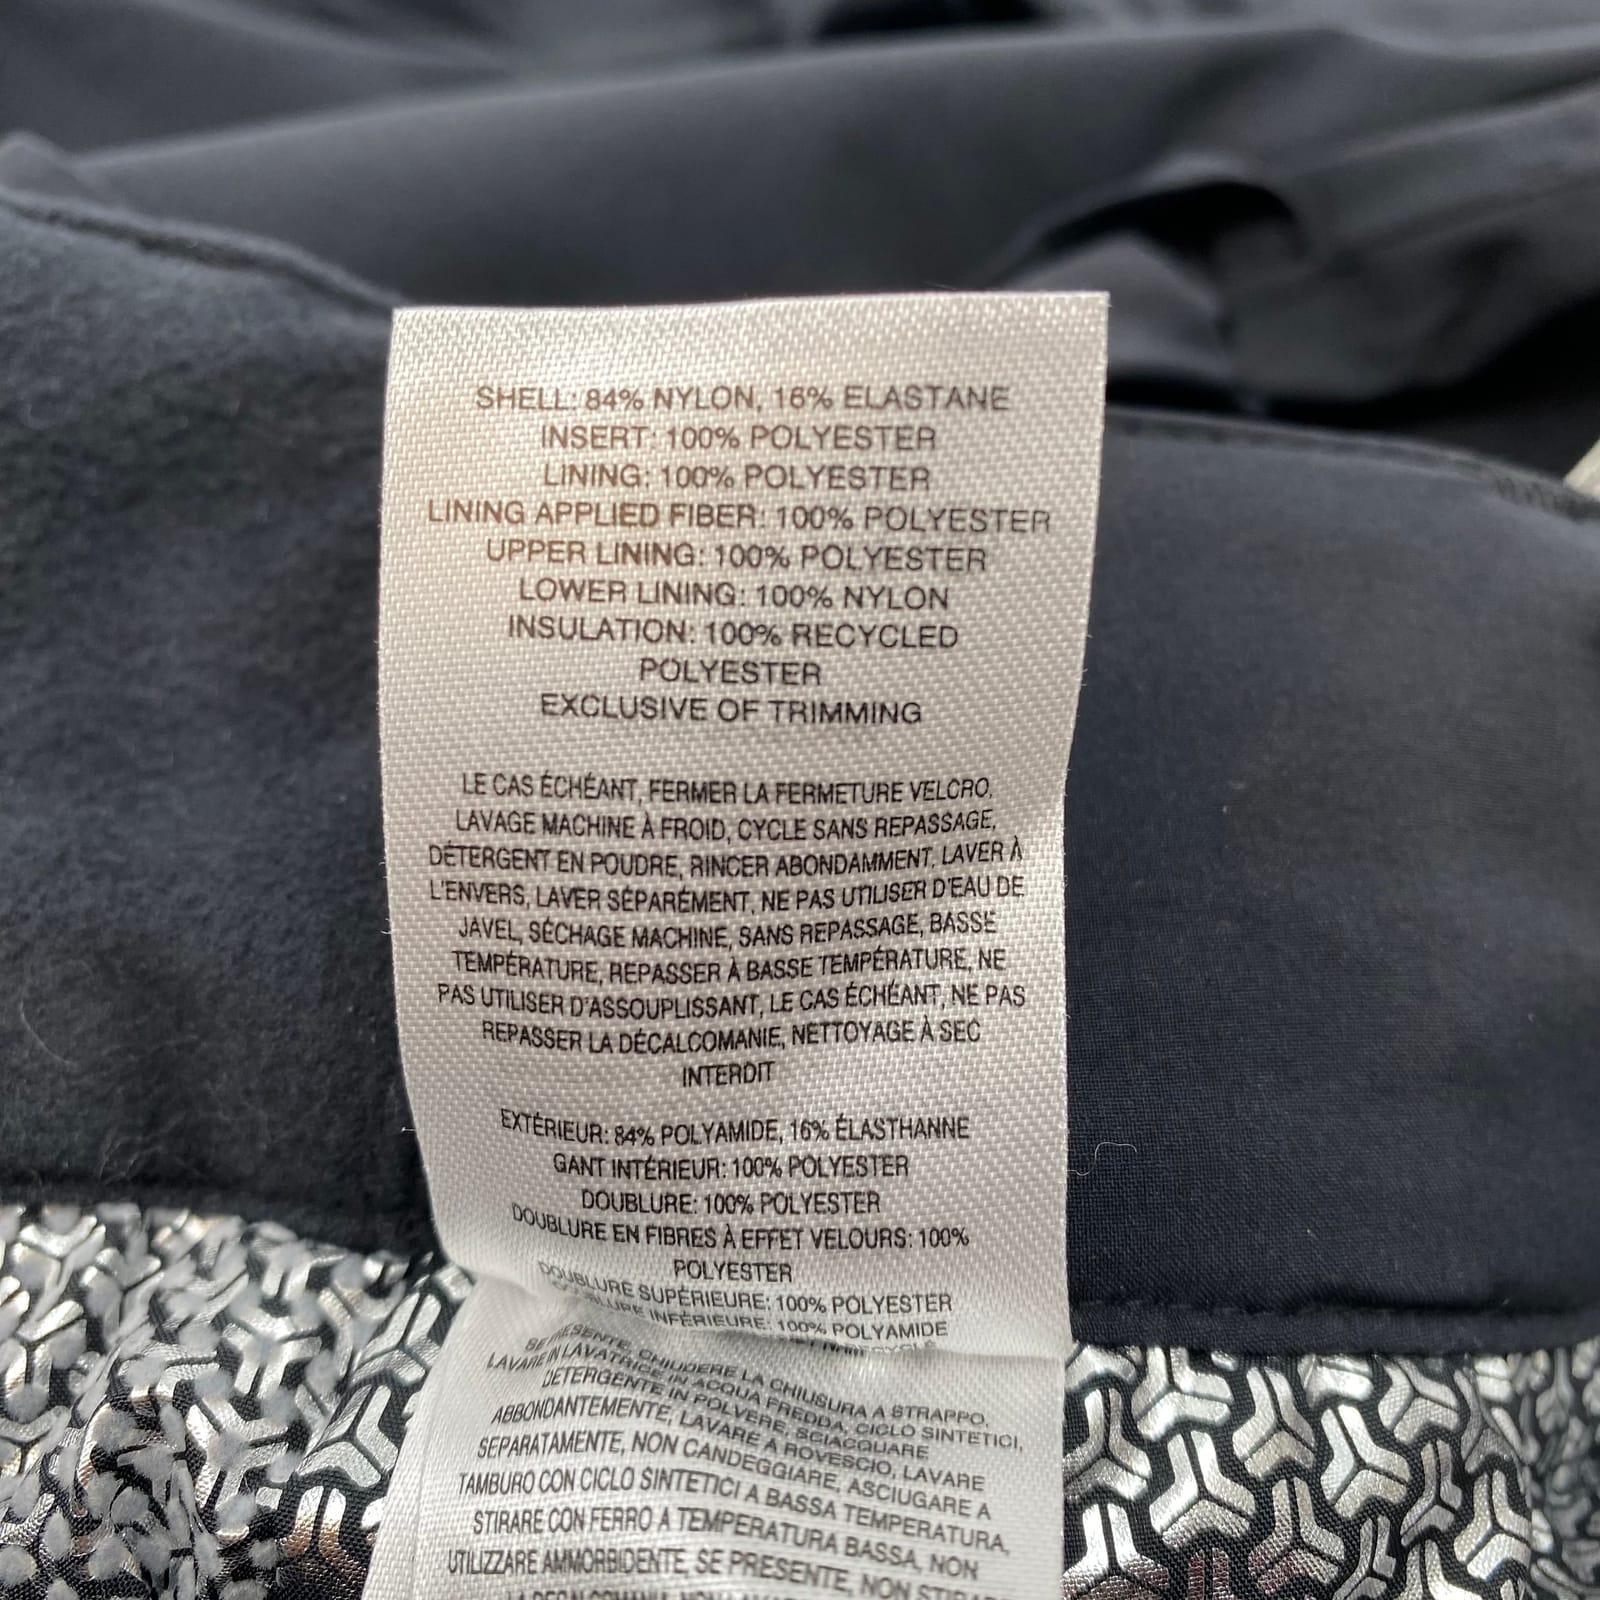 SHELL: 84% NYLON, 16% ELASTANE
INSERT: 100% POLYESTER
LINING: 100% POLYESTER
LINING APPLIED FIBER: 100% POLYESTER
UPPER LINING: 100% POLYESTER
LOWER LINING: 100% NYLON
INSULATION: 100% RECYCLED
POLYESTER
EXCLUSIVE OF TRIMMING
LE CAS ÉCHÉANT, FERMER LA FERMETURE VELCRO,
LAVAGE MACHINE À FROID, CYCLE SANS REPASSAGE,
DÉTERGENT EN POUDRE, RINCER ABONDAMMENT, LAVER À
L'ENVERS, LAVER SÉPARÉMENT, NE PAS UTILISER D'EAU DE
JAVEL, SÉCHAGE MACHINE, SANS REPASSAGE, BASSE
TEMPÉRATURE, REPASSER À BASSE TEMPÉRATURE, NE
PAS UTILISER D'ASSOUPLISSANT, LE CAS ÉCHÉANT, NE PAS
REPASSER LA DÉCALCOMANIE, NETTOYAGE À SEC
INTERDIT
EXTÉRIEUR: 84% POLYAMIDE, 16% ÉLASTHANNE
GANT INTÉRIEUR: 100% POLYESTER
DOUBLURE: 100% POLYESTER
DOUBLURE EN FIBRES À EFFET VELOURS: 100%
POLYESTER
DOUBLURE SUPÉRIEURE: 100% POLYESTER
DOUBLURE INFÉRIEURE: 100% POLYAMIDE
SE PRESENTE, CHIUDERE LA CHIUSURA A STRAPPO,
LAVARE IN LAVATRICE IN ACQUA FREDDA, CICLO SINTETICI,
DETERGENTE IN POLVERE, SCIACQUARE
ABBONDANTEMENTE, LAVARE A ROVESCIO, LAVARE
SEPARATAMENTE, NON CANDEGGIARE, ASCIUGARE A
TAMBURO CON CICLO SINTETICI A BASSA TEMPERATURA,
STIRARE CON FERRO A TEMPERATURA BASSA, NON
UTILIZZARE AMMORBIDENTE, SE PRESENTE, NON